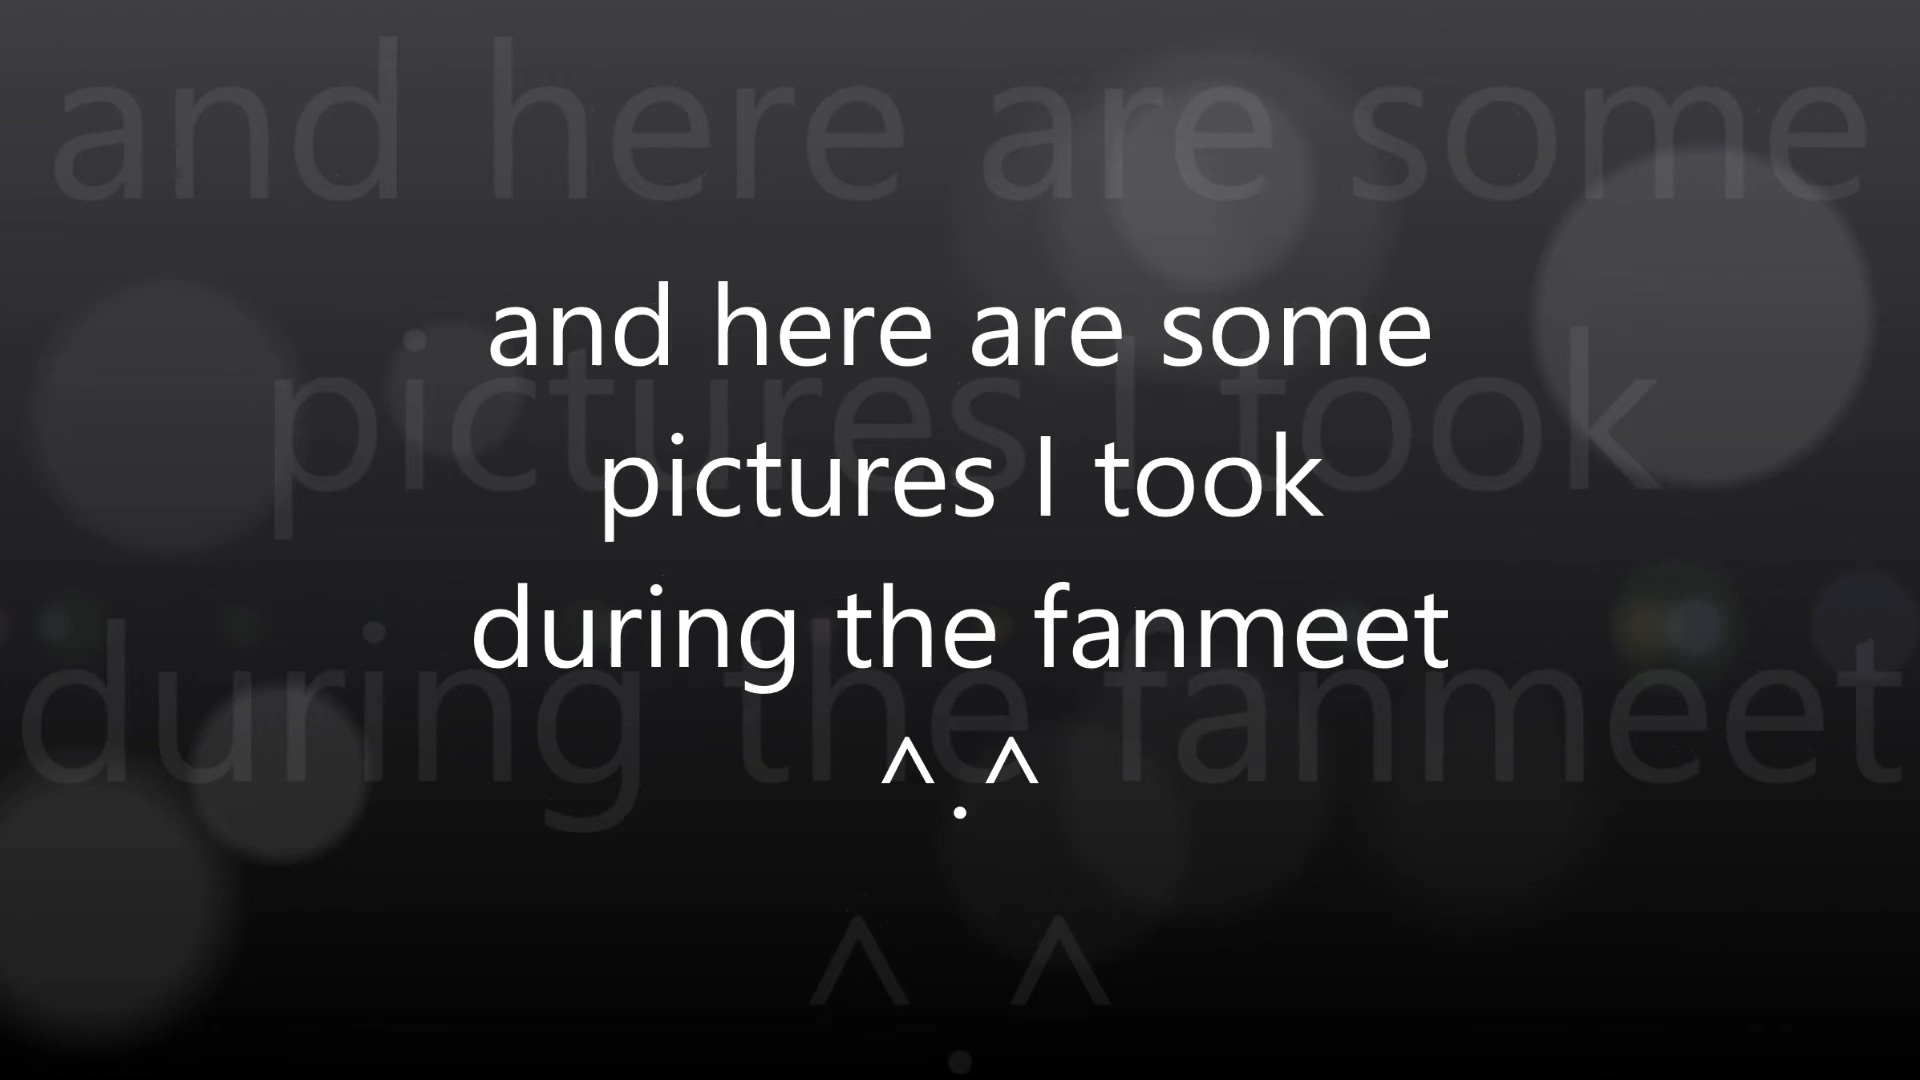 and here are some
pictures I took
during the fanmeet
^.^